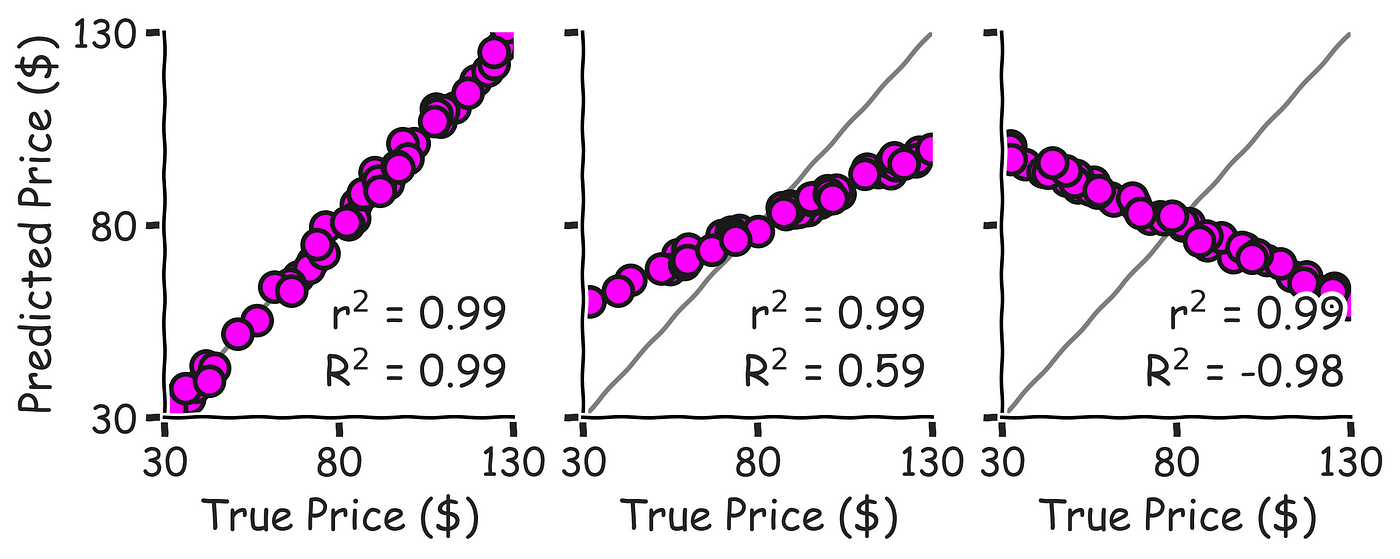 Predicted Price ($)
130
80
30
r² = 0.99
R² = 0.99
30 80 130
True Price ($)
r² = 0.99
R² = 0.59
30 80 130
True Price ($)
r² = 0.99
R² = -0.98
30 80 130
True Price ($)